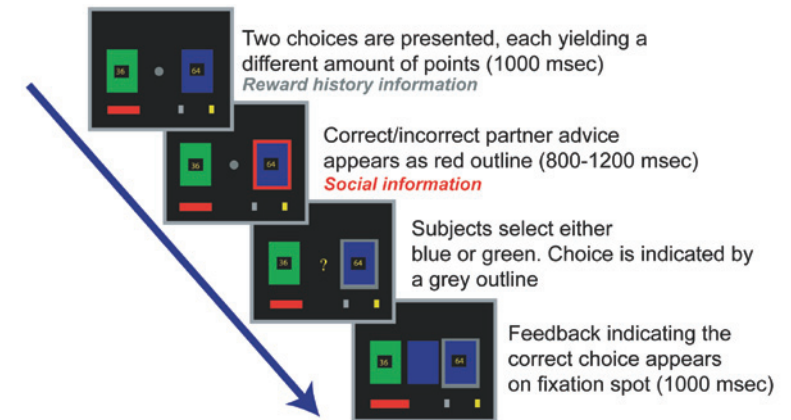 Two choices are presented, each yielding a
different amount of points (1000 msec)
Reward history information
36
64
Correct/incorrect partner advice
appears as red outline (800-1200 msec)
Social information
36
64
Subjects select either
blue or green. Choice is indicated by
a grey outline
36
?
64
Feedback indicating the
correct choice appears
on fixation spot (1000 msec)
36
64